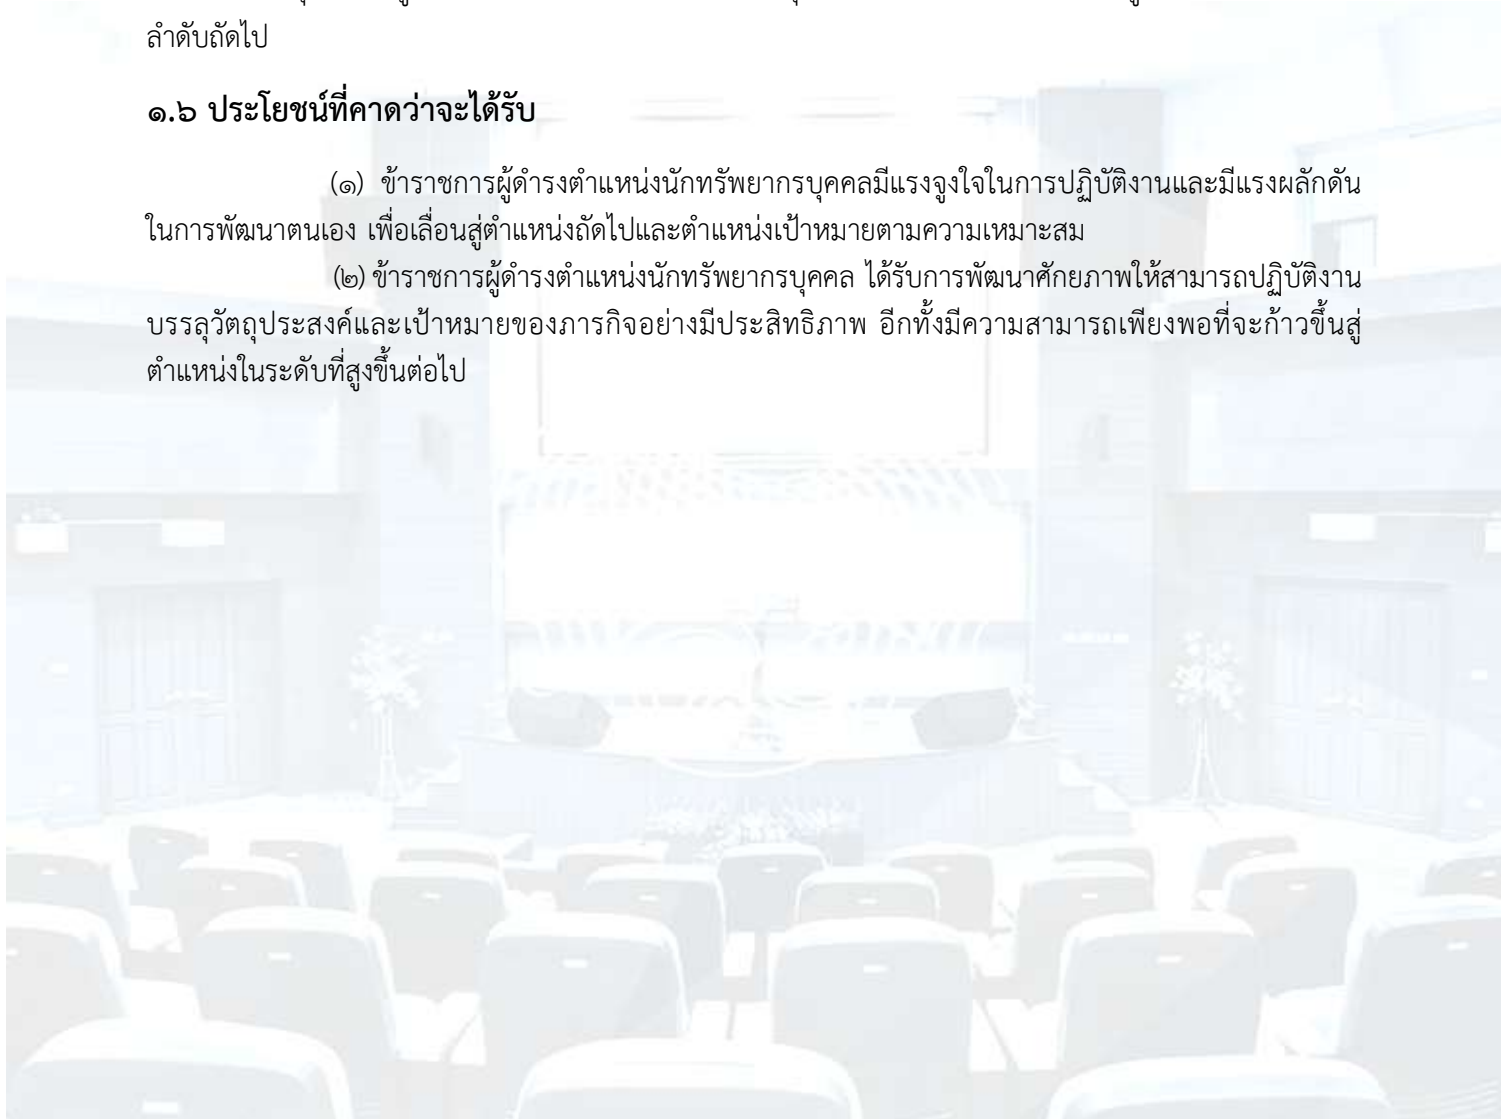 ลำดับถัดไป
๑.๖ ประโยชน์ที่คาดว่าจะได้รับ
(๑) ข้าราชการผู้ดำรงตำแหน่งนักทรัพยากรบุคคลมีแรงจูงใจในการปฏิบัติงานและมีแรงผลักดัน
ในการพัฒนาตนเอง เพื่อเลื่อนสู่ตำแหน่งถัดไปและตำแหน่งเป้าหมายตามความเหมาะสม
(๒) ข้าราชการผู้ดำรงตำแหน่งนักทรัพยากรบุคคล ได้รับการพัฒนาศักยภาพให้สามารถปฏิบัติงาน
บรรลุวัตถุประสงค์และเป้าหมายของภารกิจอย่างมีประสิทธิภาพ อีกทั้งมีความสามารถเพียงพอที่จะก้าวขึ้นสู่
ตำแหน่งในระดับที่สูงขึ้นต่อไป